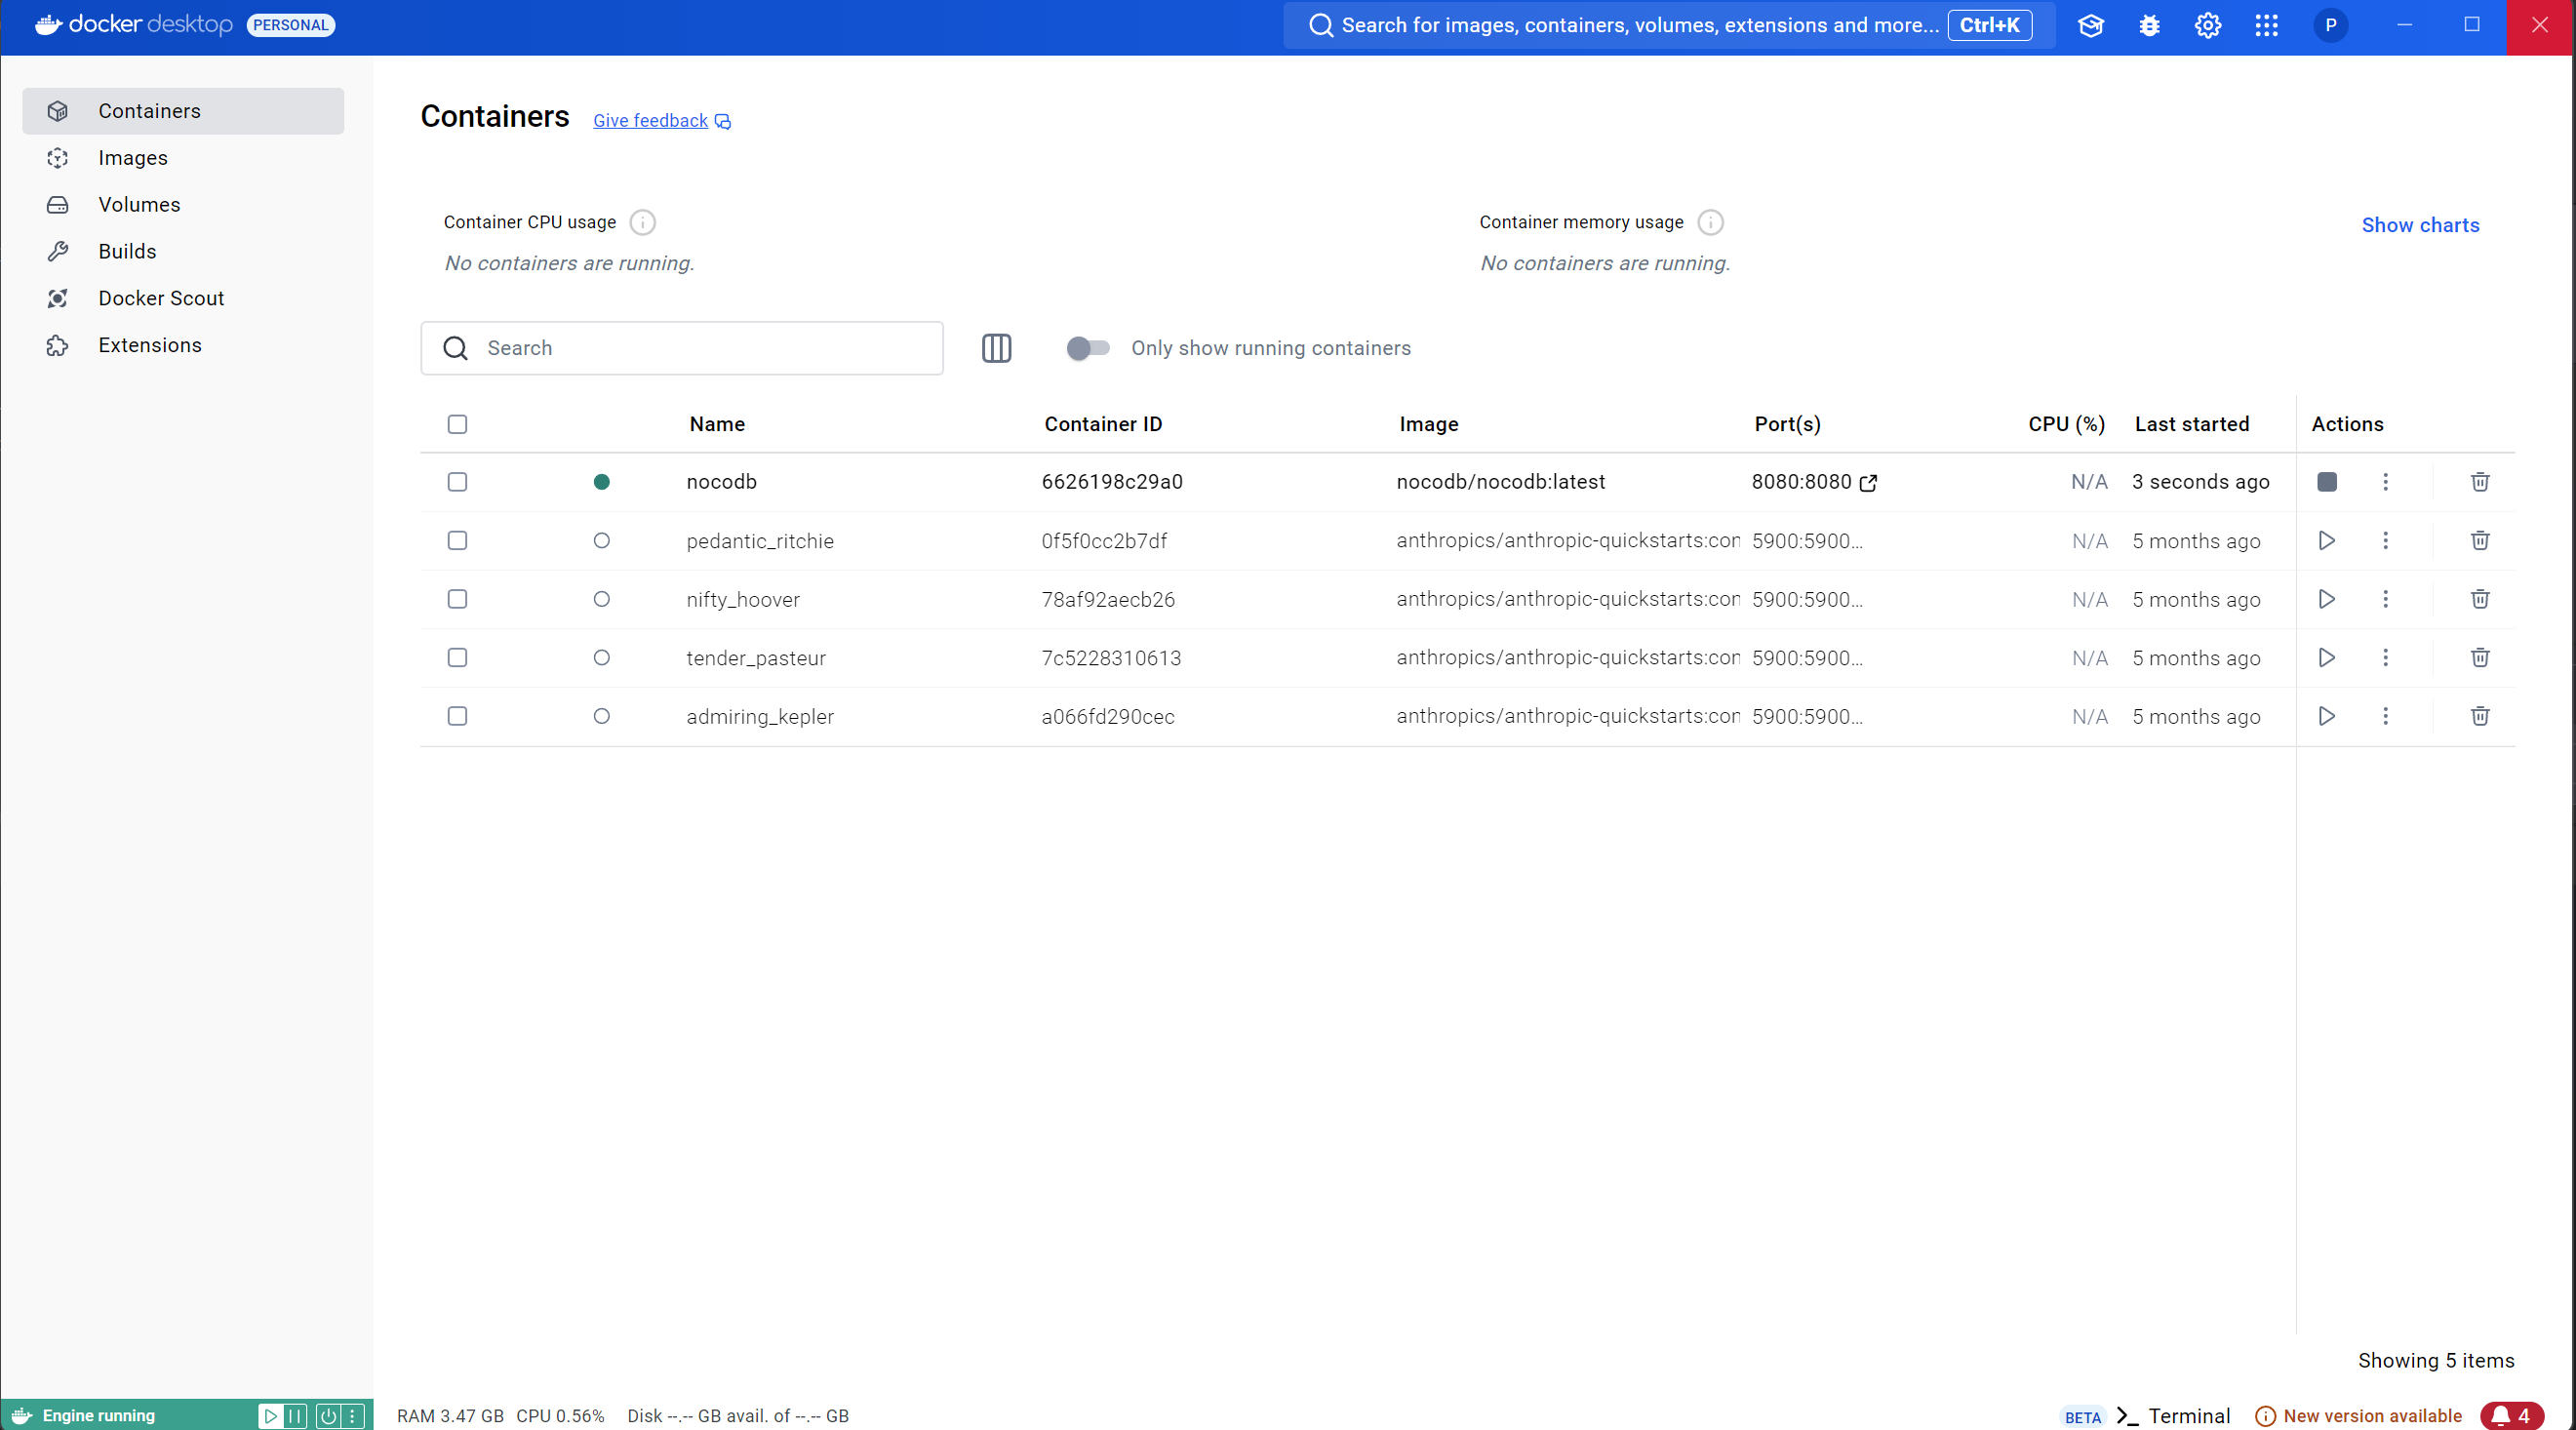 docker desktop PERSONAL
Search for images, containers, volumes, extensions and more... Ctrl+K
P
Containers
Images
Volumes
Builds
Docker Scout
Extensions
Containers Give feedback
Container CPU usage
No containers are running.
Container memory usage
No containers are running.
Show charts
Search
Only show running containers
Name Container ID Image Port(s) CPU (%) Last started Actions
nocodb 6626198c29a0 nocodb/nocodb:latest 8080:8080 N/A 3 seconds ago
pedantic_ritchie 0f5f0cc2b7df anthropics/anthropic-quickstarts:con 5900:5900... N/A 5 months ago
nifty_hoover 78af92aecb26 anthropics/anthropic-quickstarts:con 5900:5900... N/A 5 months ago
tender_pasteur 7c5228310613 anthropics/anthropic-quickstarts:con 5900:5900... N/A 5 months ago
admiring_kepler a066fd290cec anthropics/anthropic-quickstarts:con 5900:5900... N/A 5 months ago
Showing 5 items
Engine running
RAM 3.47 GB CPU 0.56% Disk --.-- GB avail. of --.-- GB
BETA Terminal New version available 4